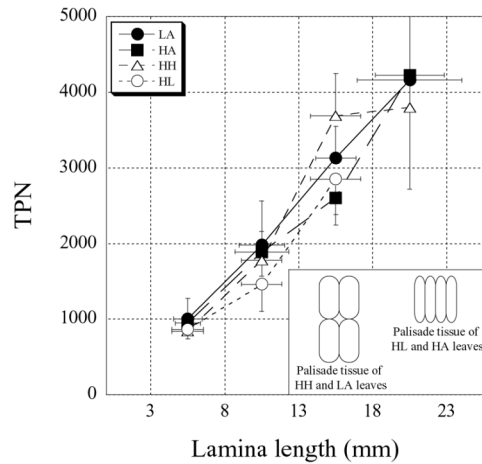 5000
LA
HA
HH
HL
4000
3000
TPN
2000
1000
Palisade tissue of
HL and HA leaves
Palisade tissue of
HH and LA leaves
0
3 8 13 18 23
Lamina length (mm)